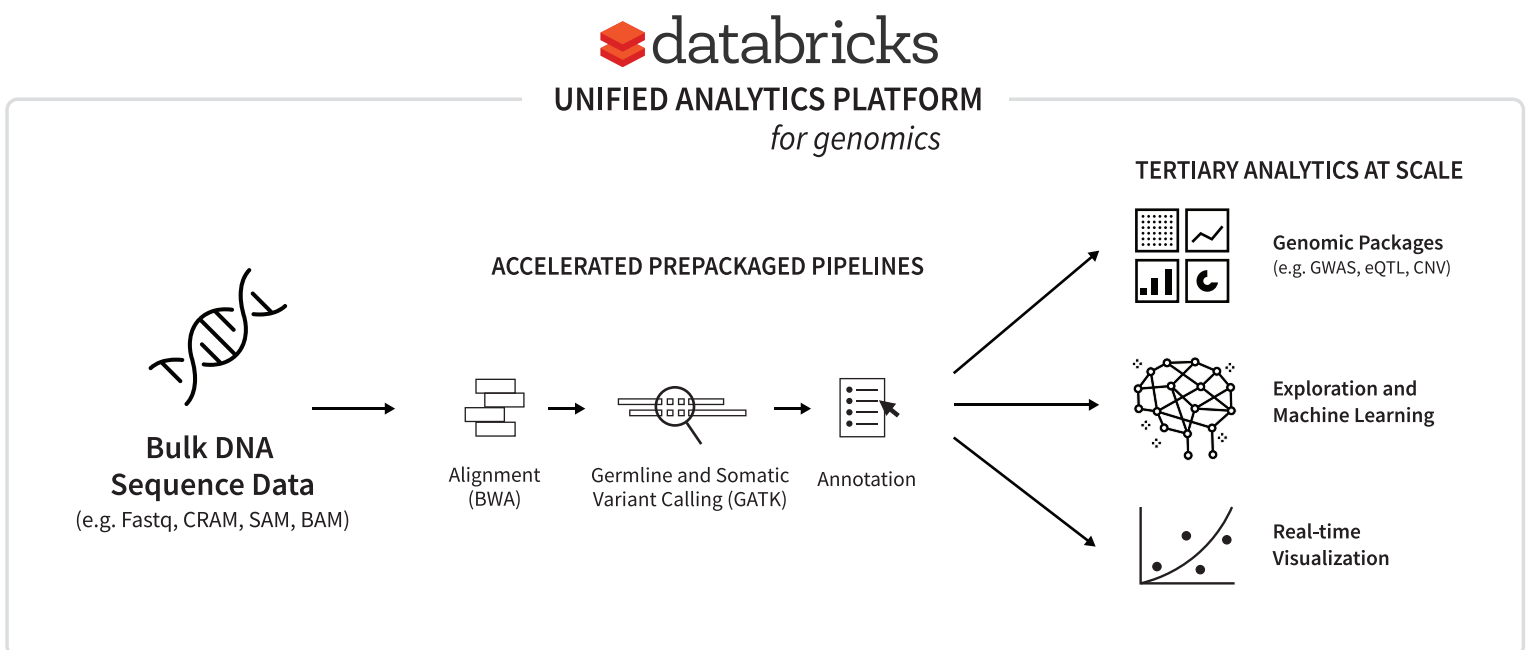 databricks
UNIFIED ANALYTICS PLATFORM
for genomics
Bulk DNA
Sequence Data
(e.g. Fastq, CRAM, SAM, BAM)
ACCELERATED PREPACKAGED PIPELINES
Alignment
(BWA)
Germline and Somatic
Variant Calling (GATK)
Annotation
TERTIARY ANALYTICS AT SCALE
Genomic Packages
(e.g. GWAS, eQTL, CNV)
Exploration and
Machine Learning
Real-time
Visualization